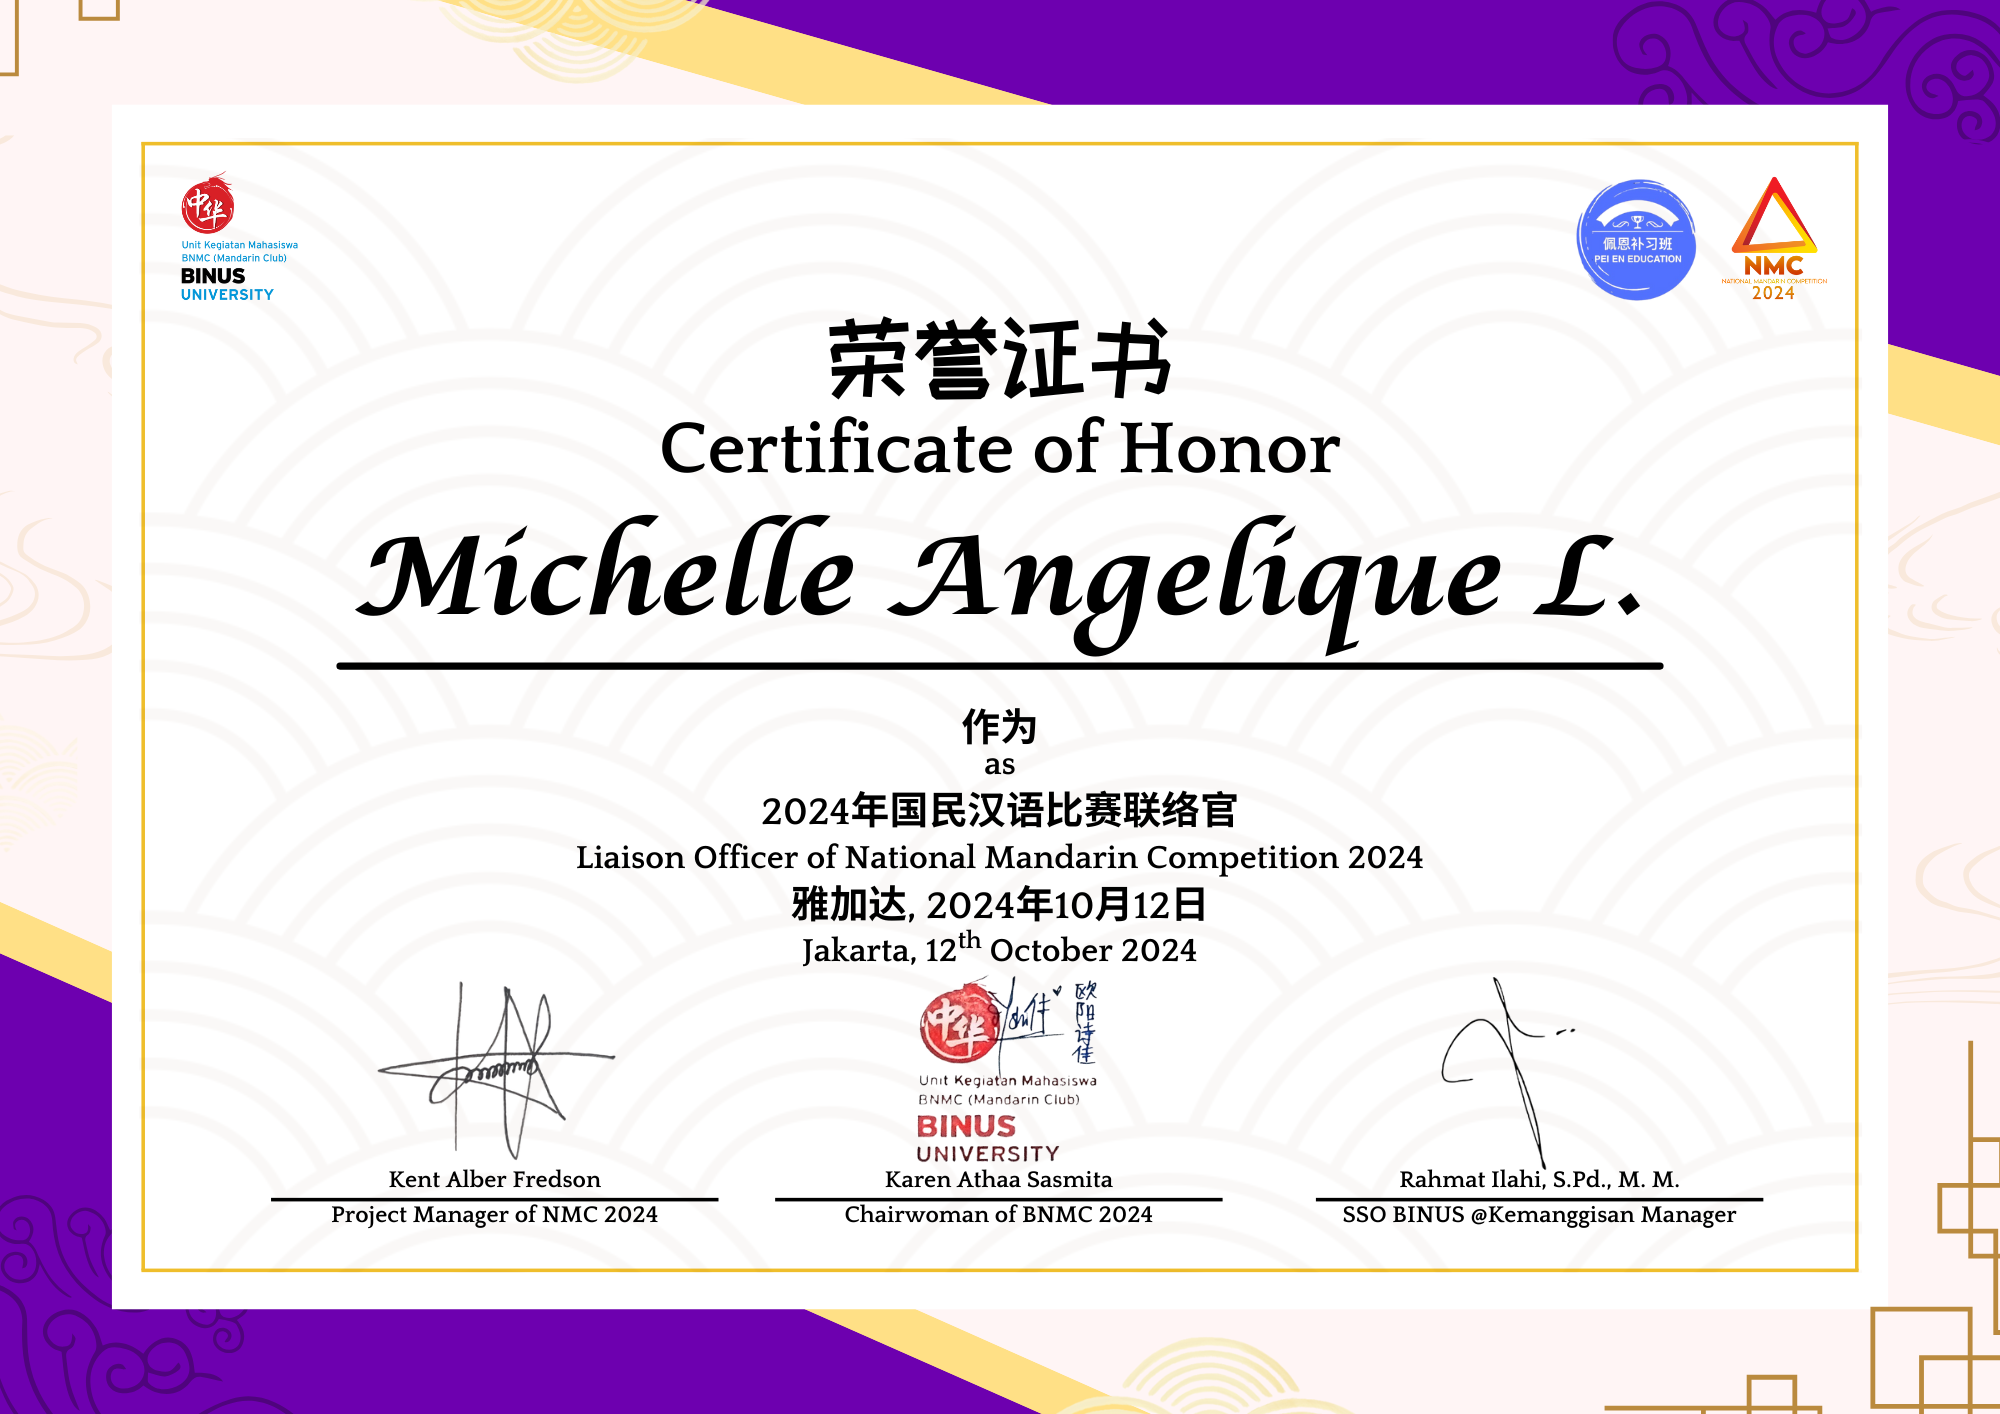 中华
Unit Kegiatan Mahasiswa
BNMC (Mandarin Club)
BINUS
UNIVERSITY
佩恩补习班
PEI EN EDUCATION
NMC
NATIONAL MANDARIN COMPETITION
2024
荣誉证书
Certificate of Honor
Michelle Angelique L.
作为
as
2024年国民汉语比赛联络官
Liaison Officer of National Mandarin Competition 2024
雅加达, 2024年10月12日
Jakarta, 12th October 2024
中华
欧阳诗佳
Unit Kegiatan Mahasiswa
BNMC (Mandarin Club)
BINUS
UNIVERSITY
Kent Alber Fredson
Project Manager of NMC 2024
Karen Athaa Sasmita
Chairwoman of BNMC 2024
Rahmat Ilahi, S.Pd., M. M.
SSO BINUS @Kemanggisan Manager